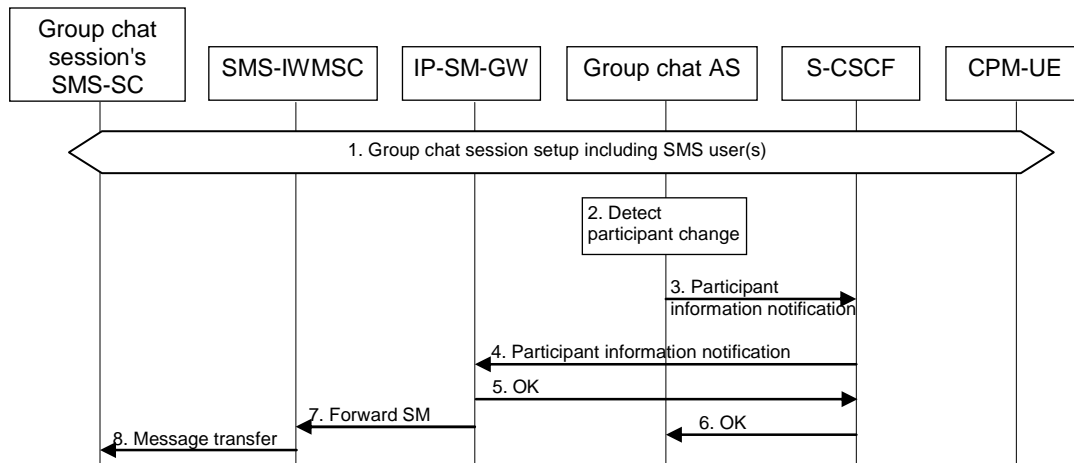 Group chat
session's
SMS-SC
SMS-IWMSC
IP-SM-GW
Group chat AS
S-CSCF
CPM-UE
1. Group chat session setup including SMS user(s)
2. Detect
participant change
3. Participant
information notification
4. Participant information notification
5. OK
7. Forward SM
6. OK
8. Message transfer